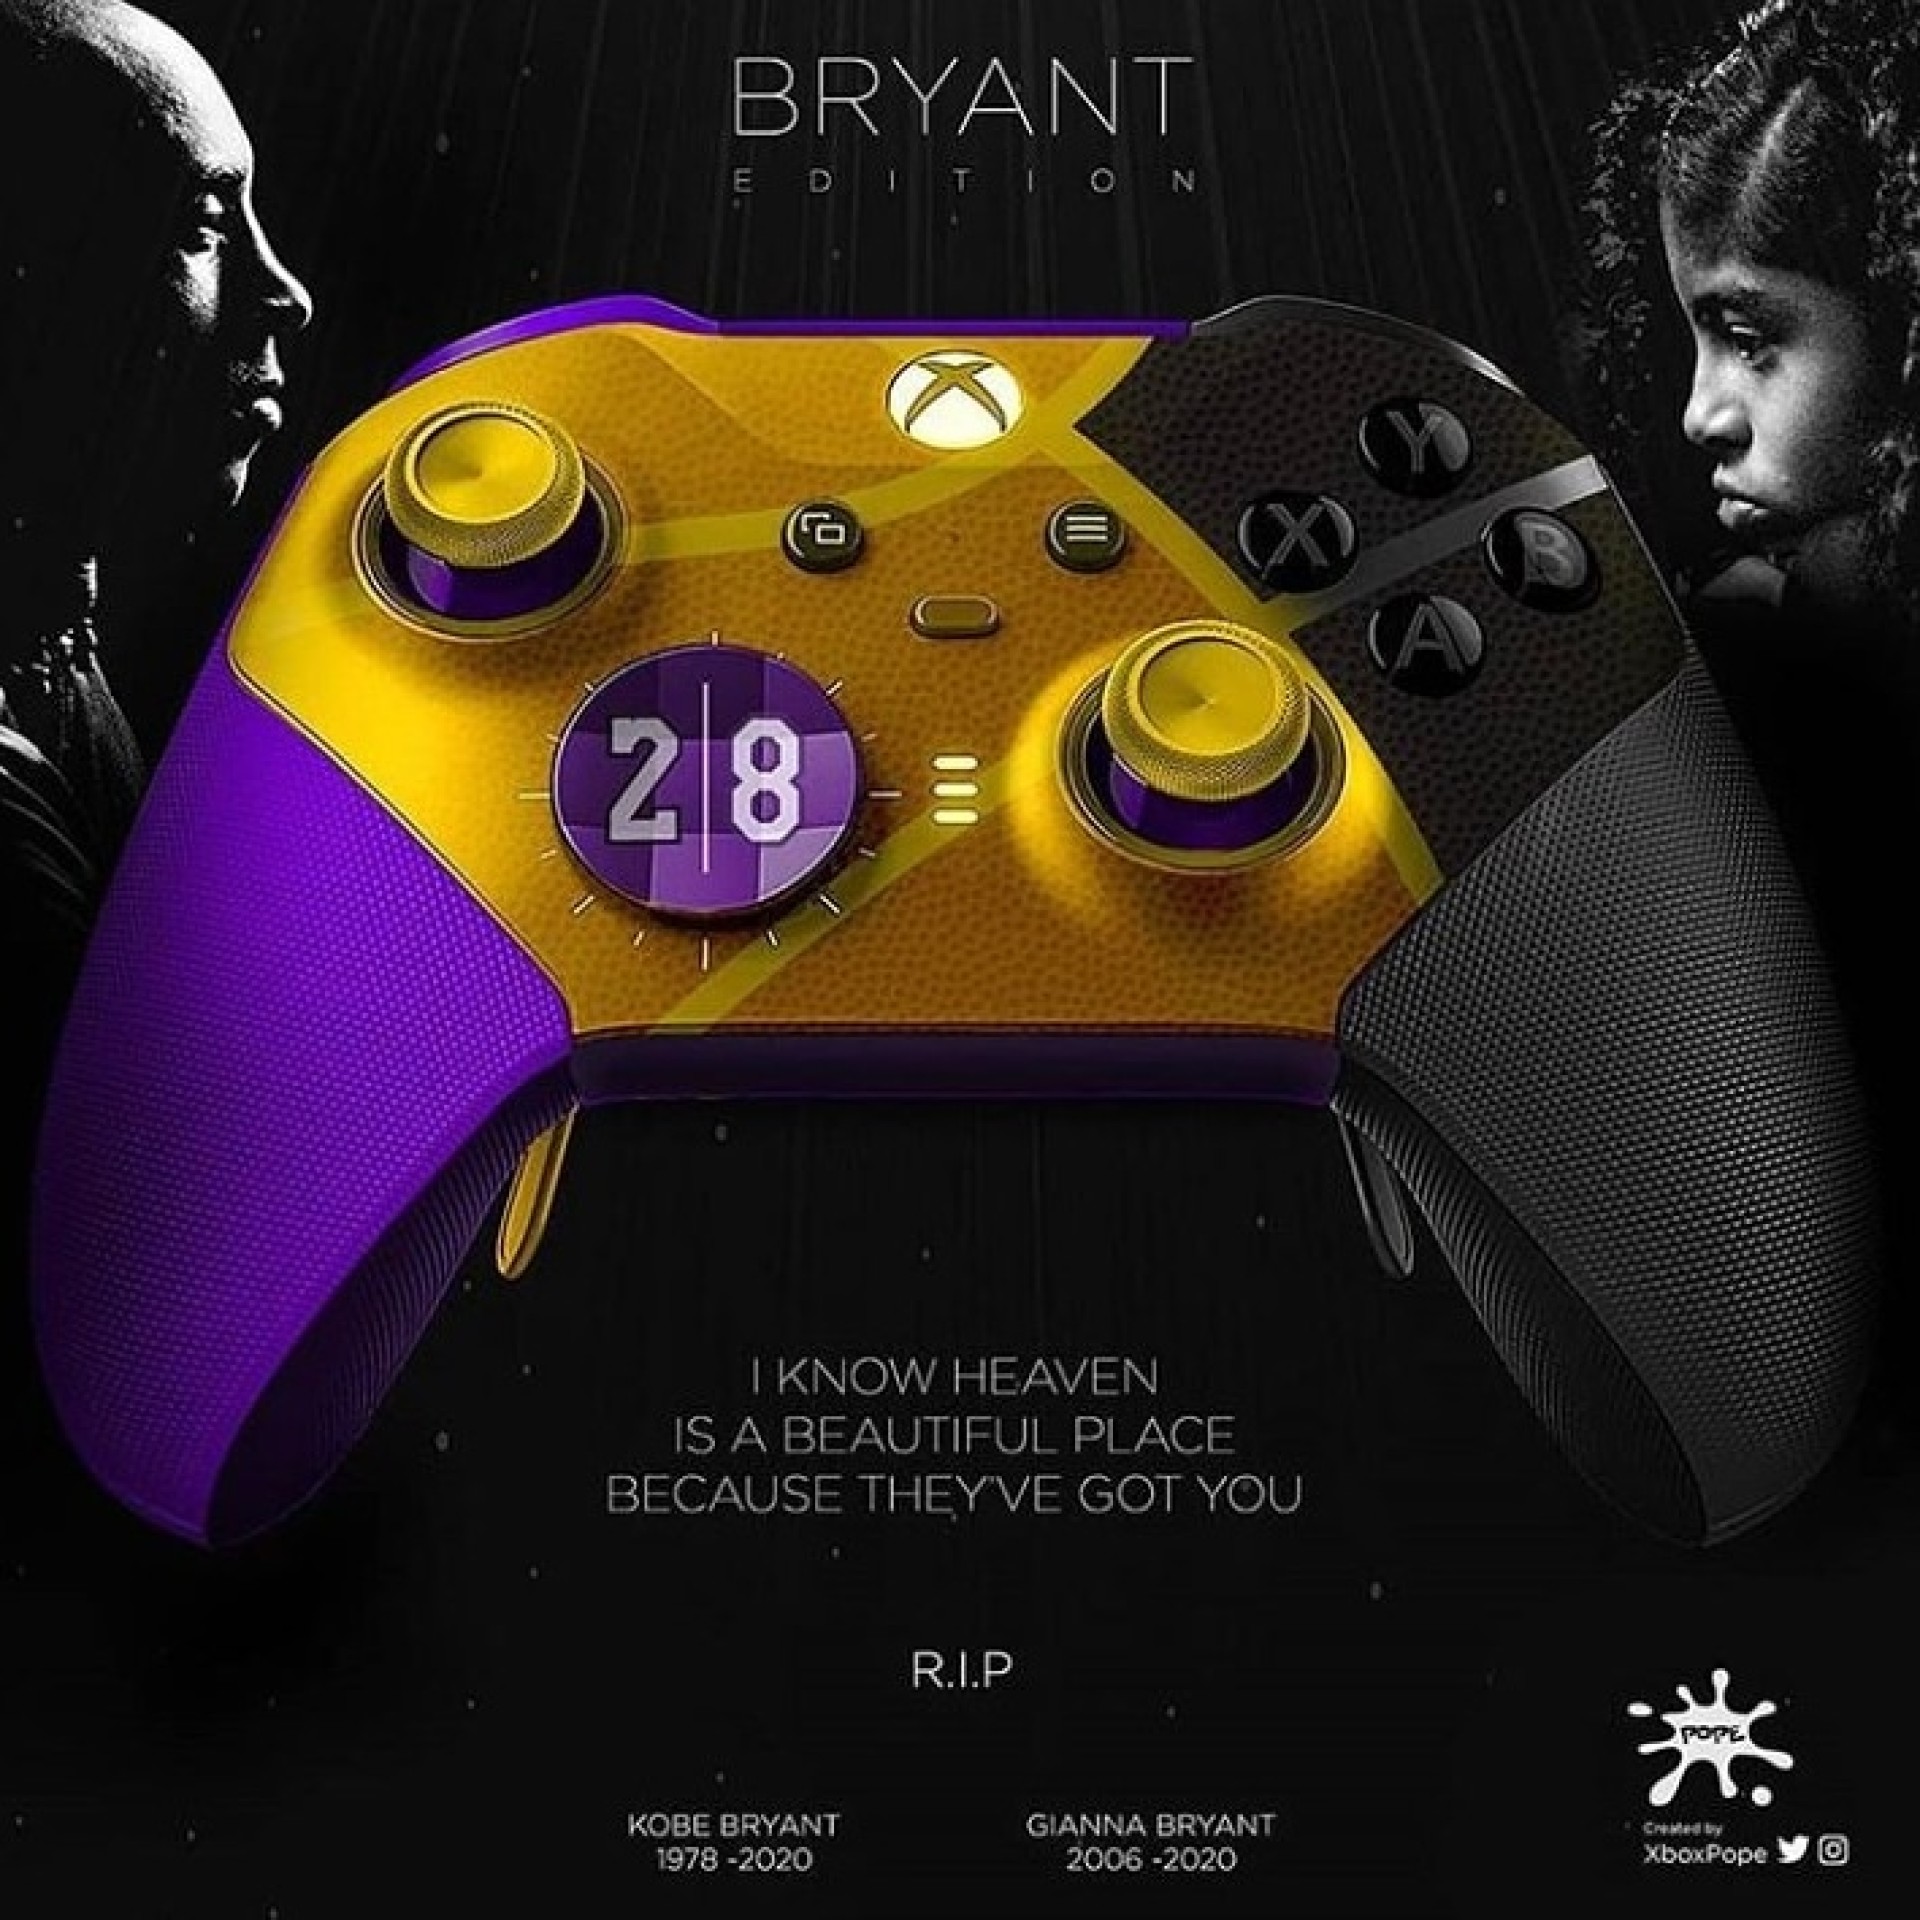 BRYANT
EDITION
Y
X
B
A
2|8
I KNOW HEAVEN
IS A BEAUTIFUL PLACE
BECAUSE THEY'VE GOT YOU
R.I.P
POPE
KOBE BRYANT
1978 -2020
GIANNA BRYANT
2006 -2020
Created by
XboxPope